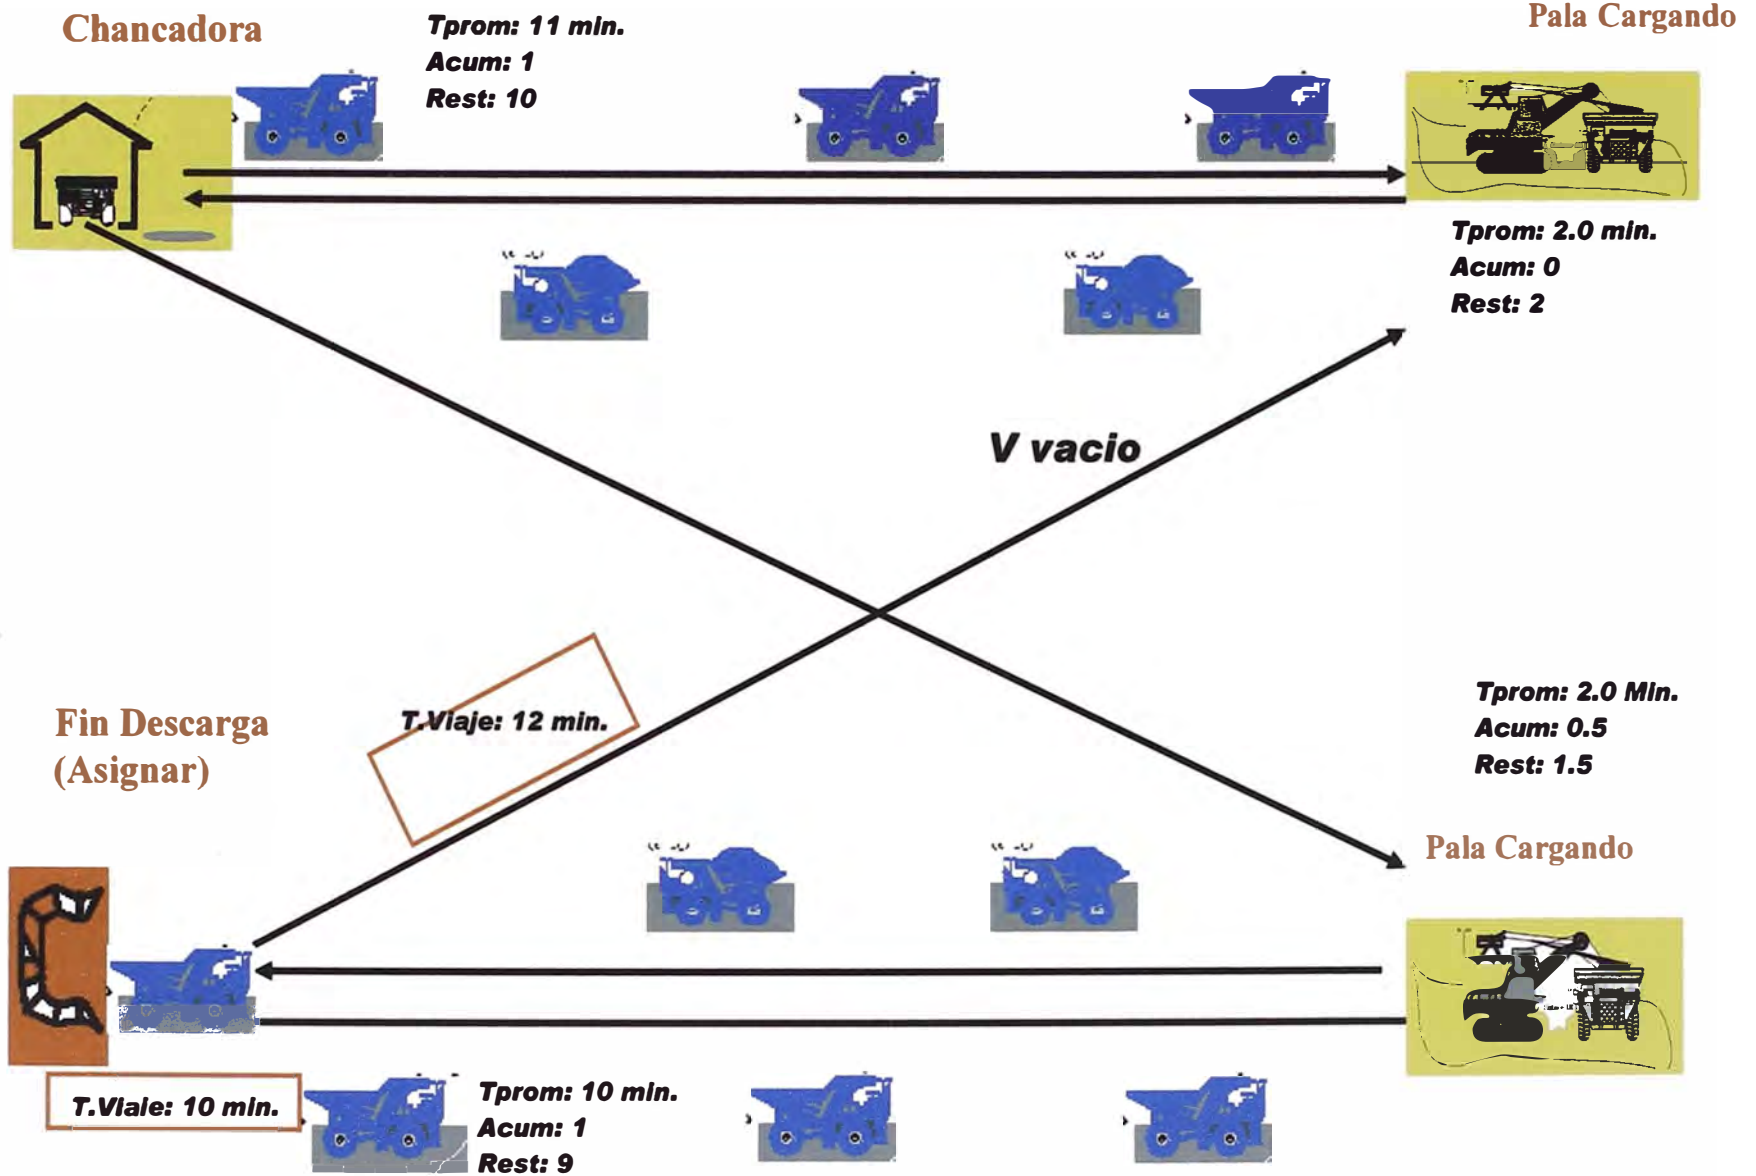 Chancadora
Tprom: 11 min.
Acum: 1
Rest: 10
Pala Cargando
Tprom: 2.0 min.
Acum: 0
Rest: 2
V vacio
T.Viaje: 12 min.
Fin Descarga
(Asignar)
Tprom: 2.0 Min.
Acum: 0.5
Rest: 1.5
Pala Cargando
T.Viaie: 10 min.
Tprom: 10 min.
Acum: 1
Rest: 9